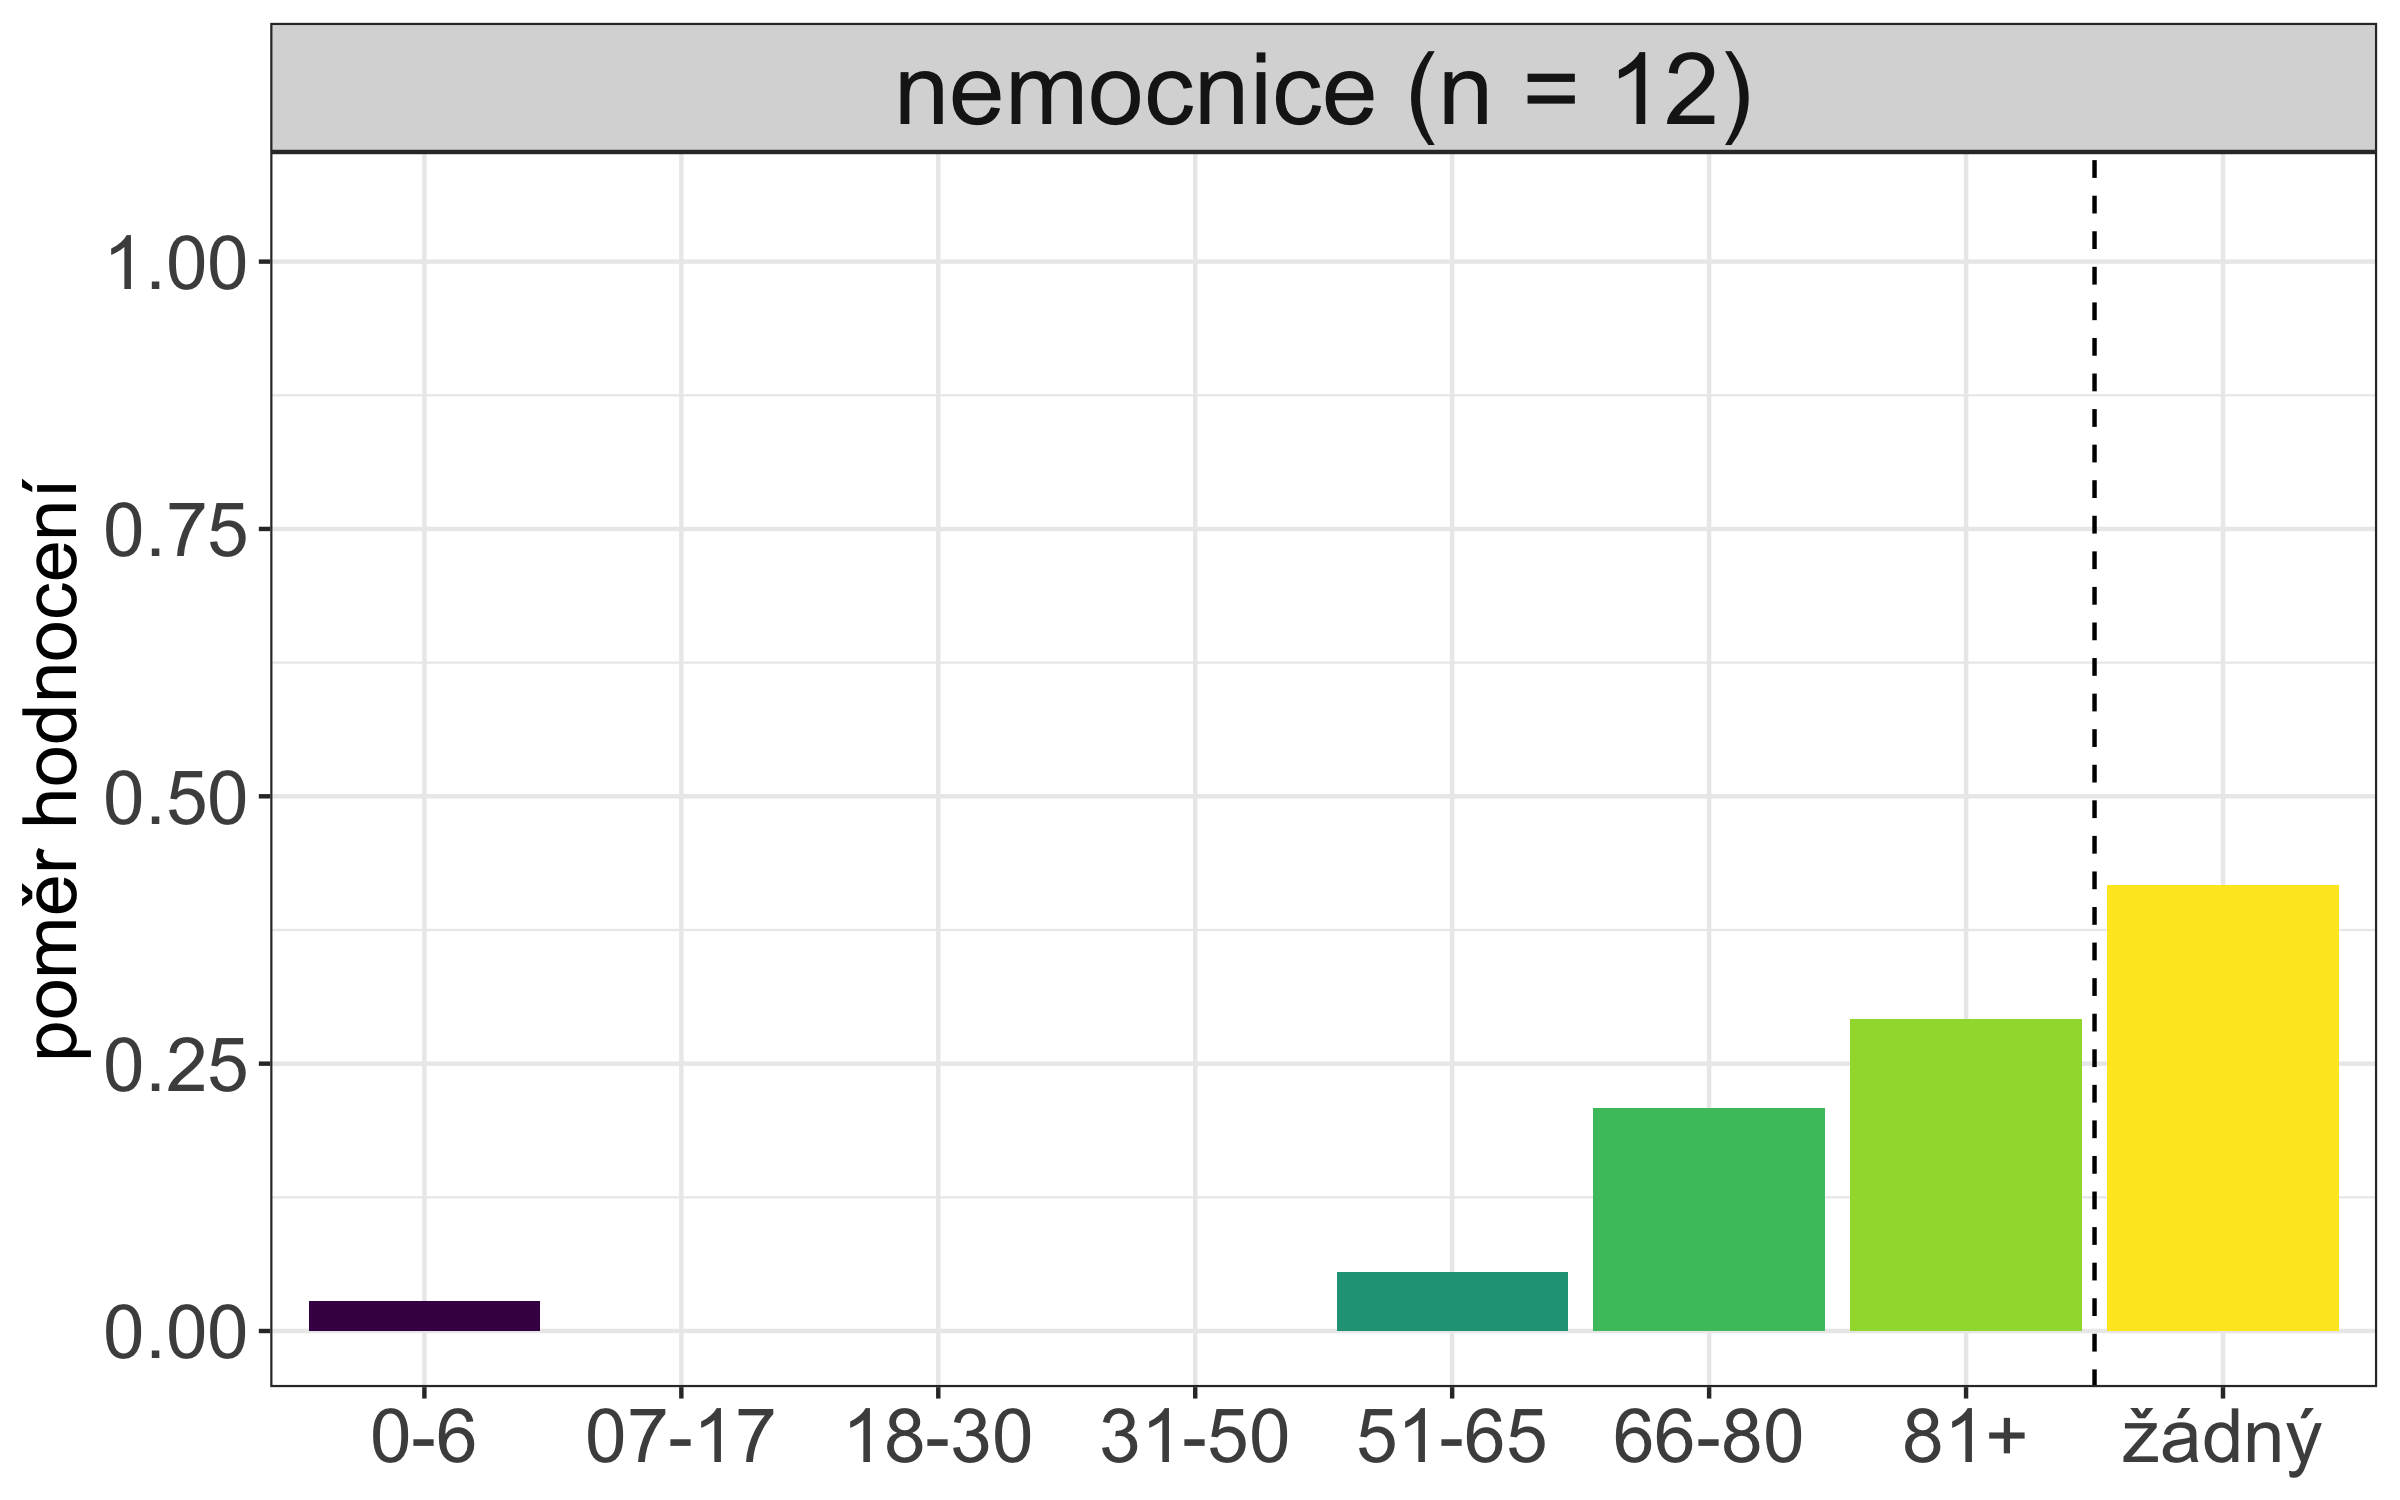 nemocnice (n = 12)
poměr hodnocení
1.00
0.75
0.50
0.25
0.00
0-6 07-17 18-30 31-50 51-65 66-80 81+ žádný